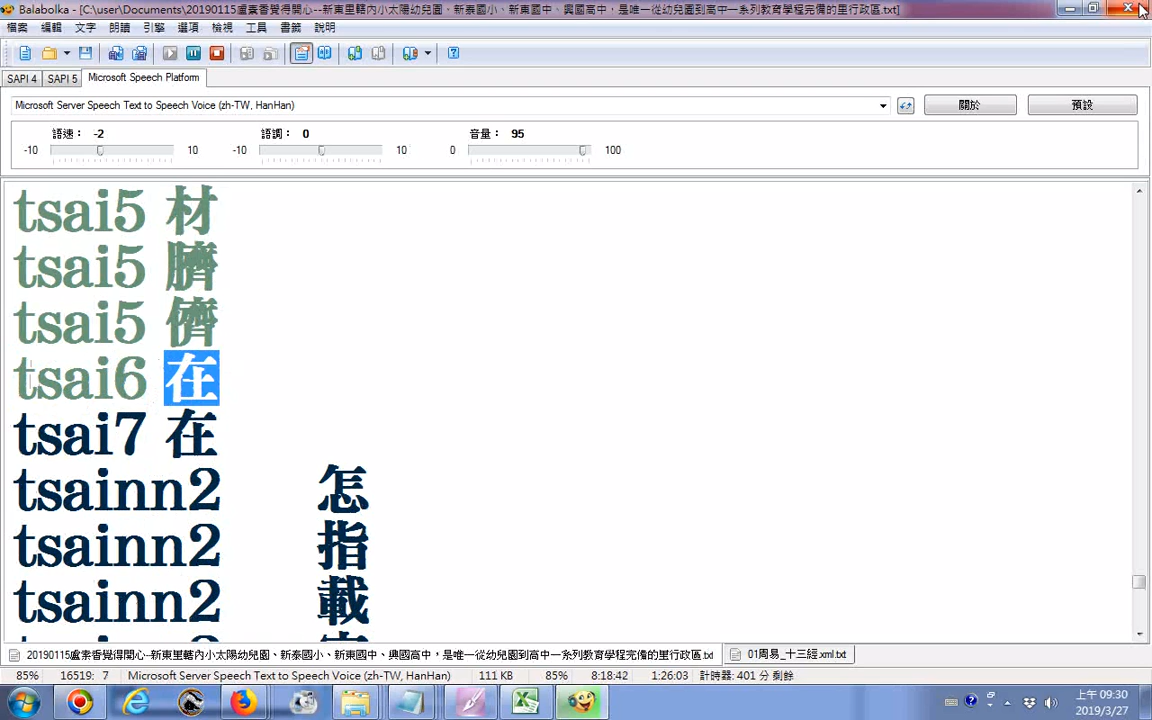 Balabolka - [C:\user\Documents\20190115盧素香覺得開心--新東里轄內小太陽幼兒園、新泰國小、新東國中、興國高中，是唯一從幼兒園到高中一系列教育學程完備的里行政區.txt]
檔案 編輯 文字 朗讀 引擎 選項 檢視 工具 書籤 說明
SAPI 4 SAPI 5 Microsoft Speech Platform
Microsoft Server Speech Text to Speech Voice (zh-TW, HanHan) 關於 預設
語速： -2 語調： 0 音量： 95
-10 10 -10 10 0 100
tsai5 材
tsai5 臍
tsai5 儕
tsai6 在
tsai7 在
tsainn2 怎
tsainn2 指
tsainn2 載
20190115盧素香覺得開心--新東里轄內小太陽幼兒園、新泰國小、新東國中、興國高中，是唯一從幼兒園到高中一系列教育學程完備的里行政區.txt 01周易_十三經.xml.txt
85% 16519: 7 Microsoft Server Speech Text to Speech Voice (zh-TW, HanHan) 111 KB 85% 8:18:42 1:26:03 計時器: 401 分 剩餘
上午 09:30
2019/3/27